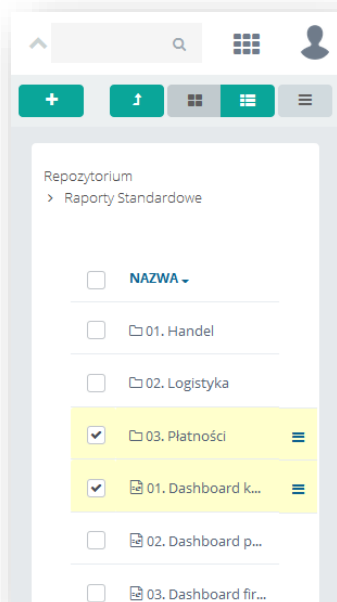 Repozytorium
> Raporty Standardowe
NAZWA
01. Handel
02. Logistyka
03. Płatności
01. Dashboard k...
02. Dashboard p...
03. Dashboard fir...